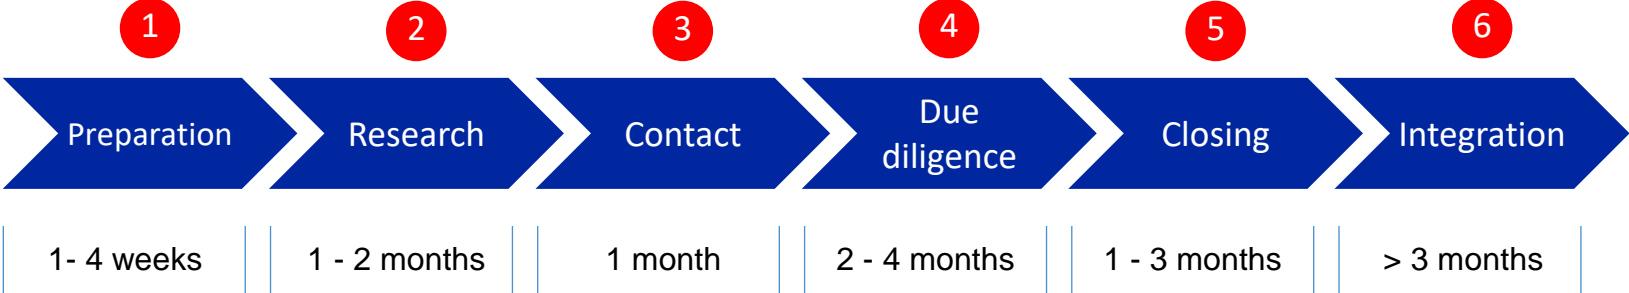 1
2
3
4
5
6
Preparation
Research
Contact
Due
diligence
Closing
Integration
1- 4 weeks
1 - 2 months
1 month
2 - 4 months
1 - 3 months
> 3 months